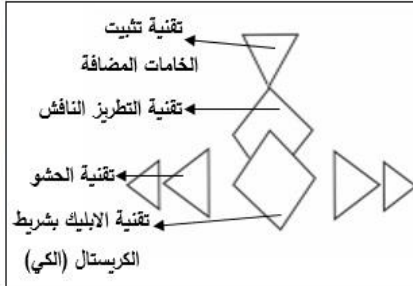 تقنية تثبيت
الخامات المضافة
تقنية التطريز النافش
تقنية الحشو
تقنية الابليك بشريط
الكريستال (الكي)